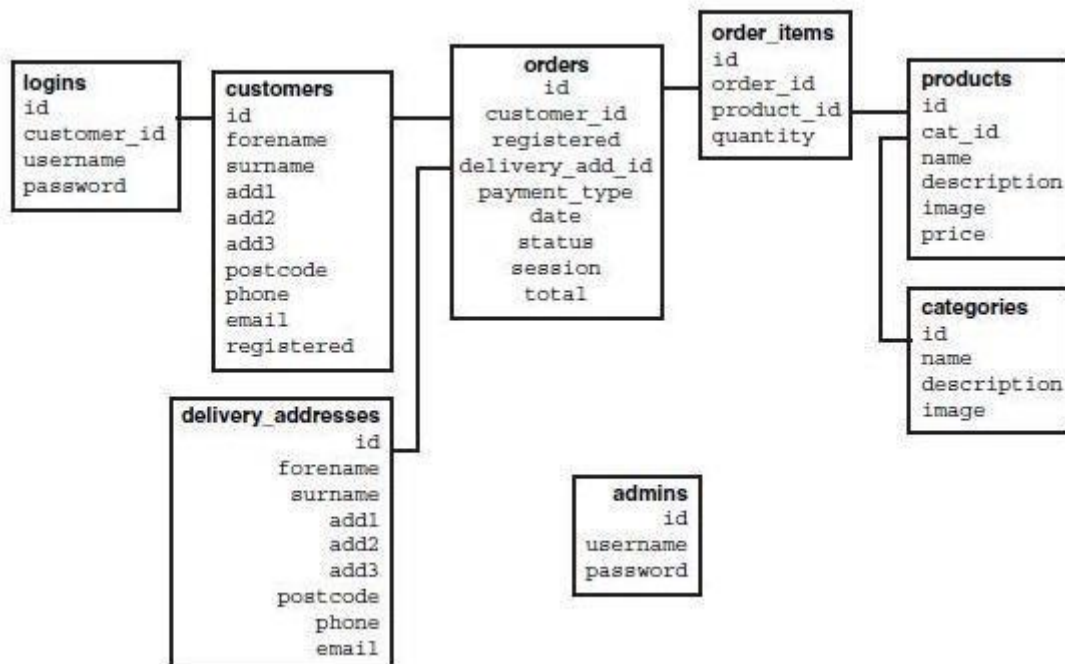 logins
id
customer_id
username
password
customers
id
forename
surname
add1
add2
add3
postcode
phone
email
registered
orders
id
customer_id
registered
delivery_add_id
payment_type
date
status
session
total
order_items
id
order_id
product_id
quantity
products
id
cat_id
name
description
image
price
categories
id
name
description
image
delivery_addresses
id
forename
surname
add1
add2
add3
postcode
phone
email
admins
id
username
password